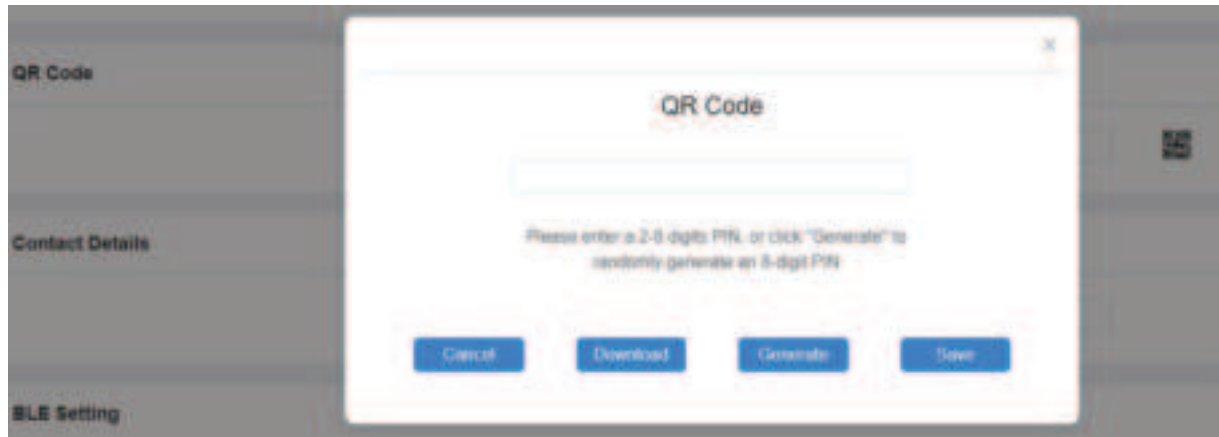 QR Code
×
QR Code
Please enter a 2-8 digits PIN, or click "Generate" to
randomly generate an 8-digit PIN
Contact Details
Cancel
Download
Generate
Save
BLE Setting